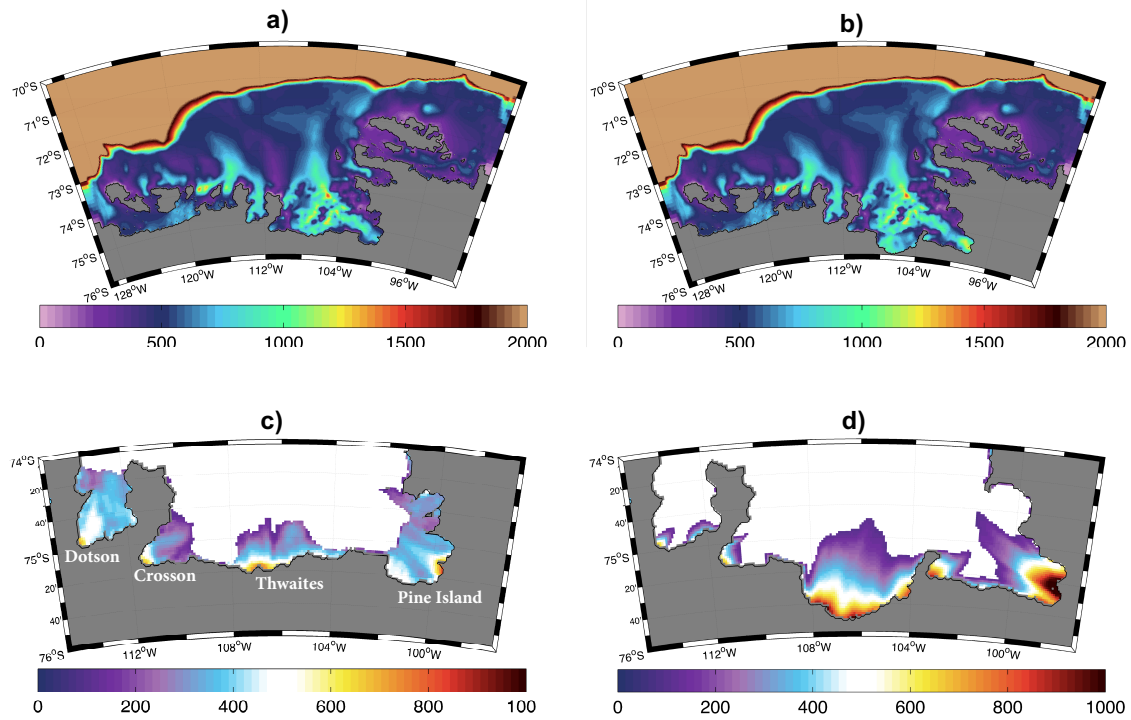 a)
b)
70°S
71°S
72°S
73°S
74°S
75°S
76°S
128°W
120°W
112°W
104°W
96°W
70°S
71°S
72°S
73°S
74°S
75°S
76°S
128°W
120°W
112°W
104°W
96°W
0 500 1000 1500 2000
0 500 1000 1500 2000
c)
d)
74°S
20'
40'
75°S
20'
40'
76°S
112°W
108°W
104°W
100°W
Dotson
Crosson
Thwaites
Pine Island
74°S
20'
40'
75°S
20'
40'
76°S
112°W
108°W
104°W
100°W
0 200 400 600 800 100
0 200 400 600 800 1000